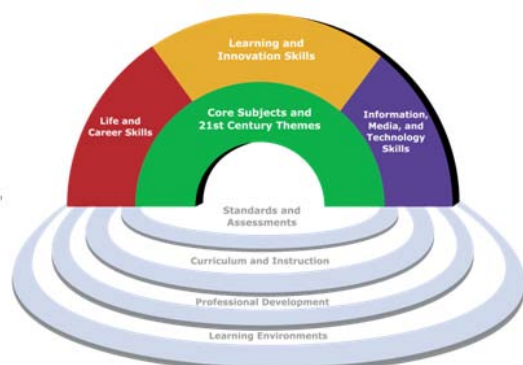 Learning and
Innovation Skills
Life and
Career Skills
Core Subjects and
21st Century Themes
Information,
Media, and
Technology
Skills
Standards and
Assessments
Curriculum and Instruction
Professional Development
Learning Environments